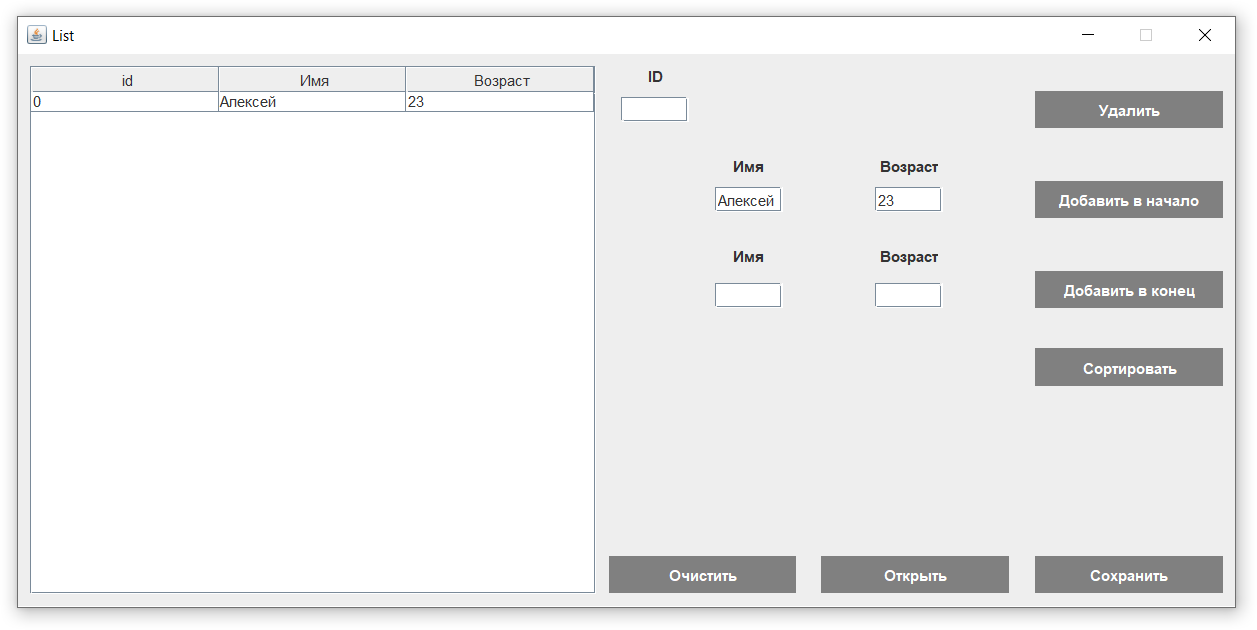 List
id Имя Возраст
0 Алексей 23
ID
Удалить
Имя Возраст
Алексей 23
Добавить в начало
Имя Возраст
Добавить в конец
Сортировать
Очистить Открыть Сохранить